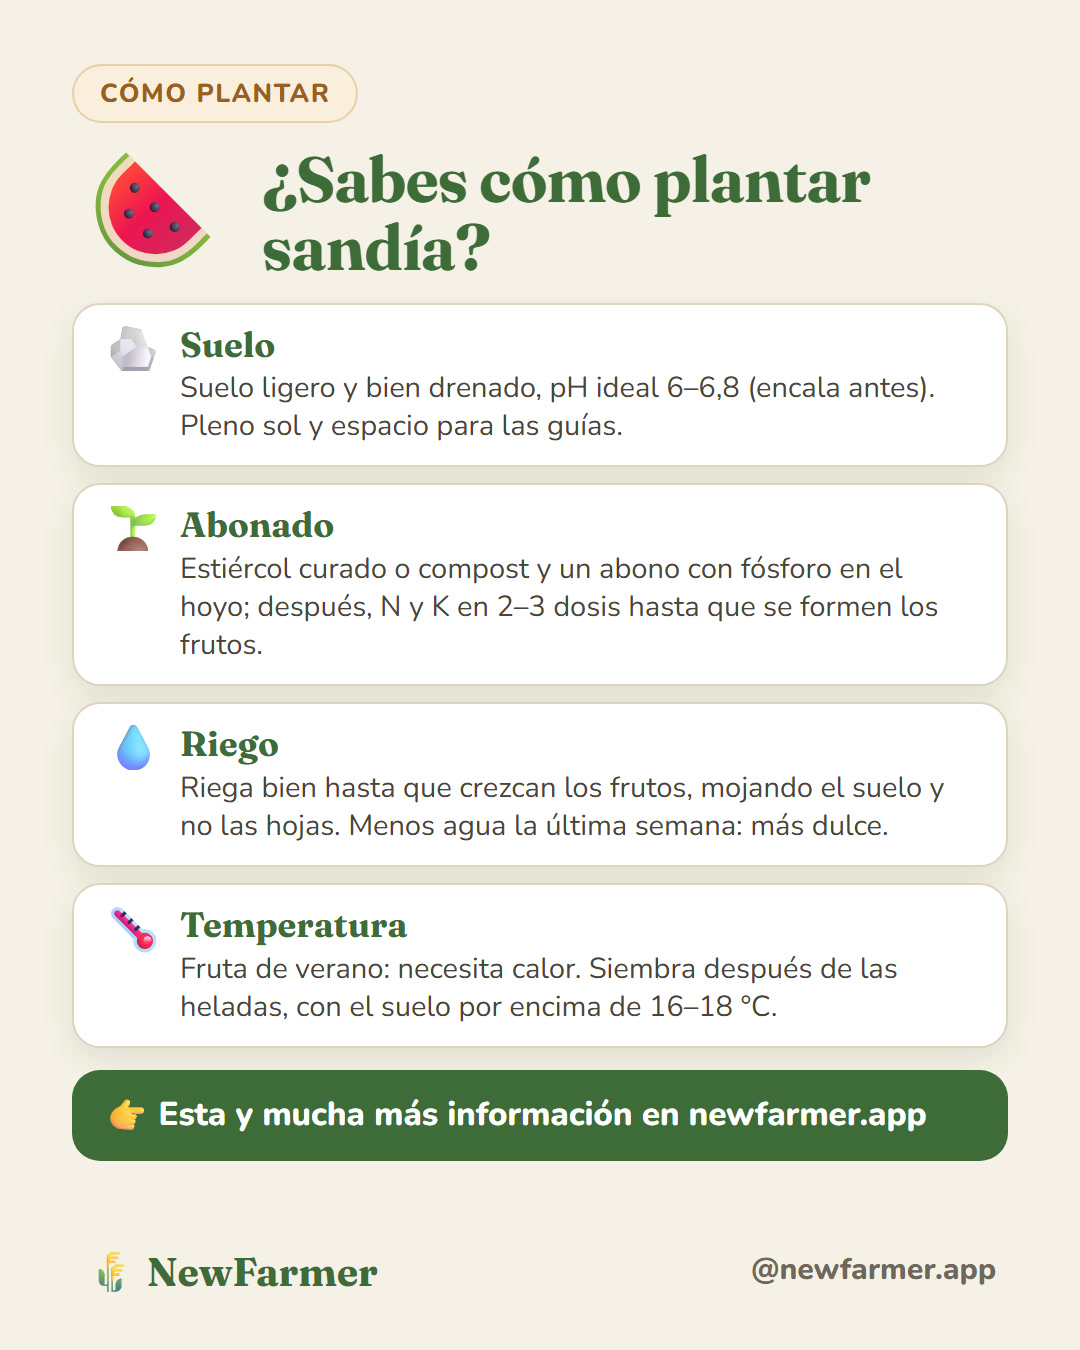 CÓMO PLANTAR
¿Sabes cómo plantar
sandía?
Suelo
Suelo ligero y bien drenado, pH ideal 6–6,8 (encala antes).
Pleno sol y espacio para las guías.
Abonado
Estiércol curado o compost y un abono con fósforo en el
hoyo; después, N y K en 2–3 dosis hasta que se formen los
frutos.
Riego
Riega bien hasta que crezcan los frutos, mojando el suelo y
no las hojas. Menos agua la última semana: más dulce.
Temperatura
Fruta de verano: necesita calor. Siembra después de las
heladas, con el suelo por encima de 16–18 °C.
Esta y mucha más información en newfarmer.app
NewFarmer
@newfarmer.app